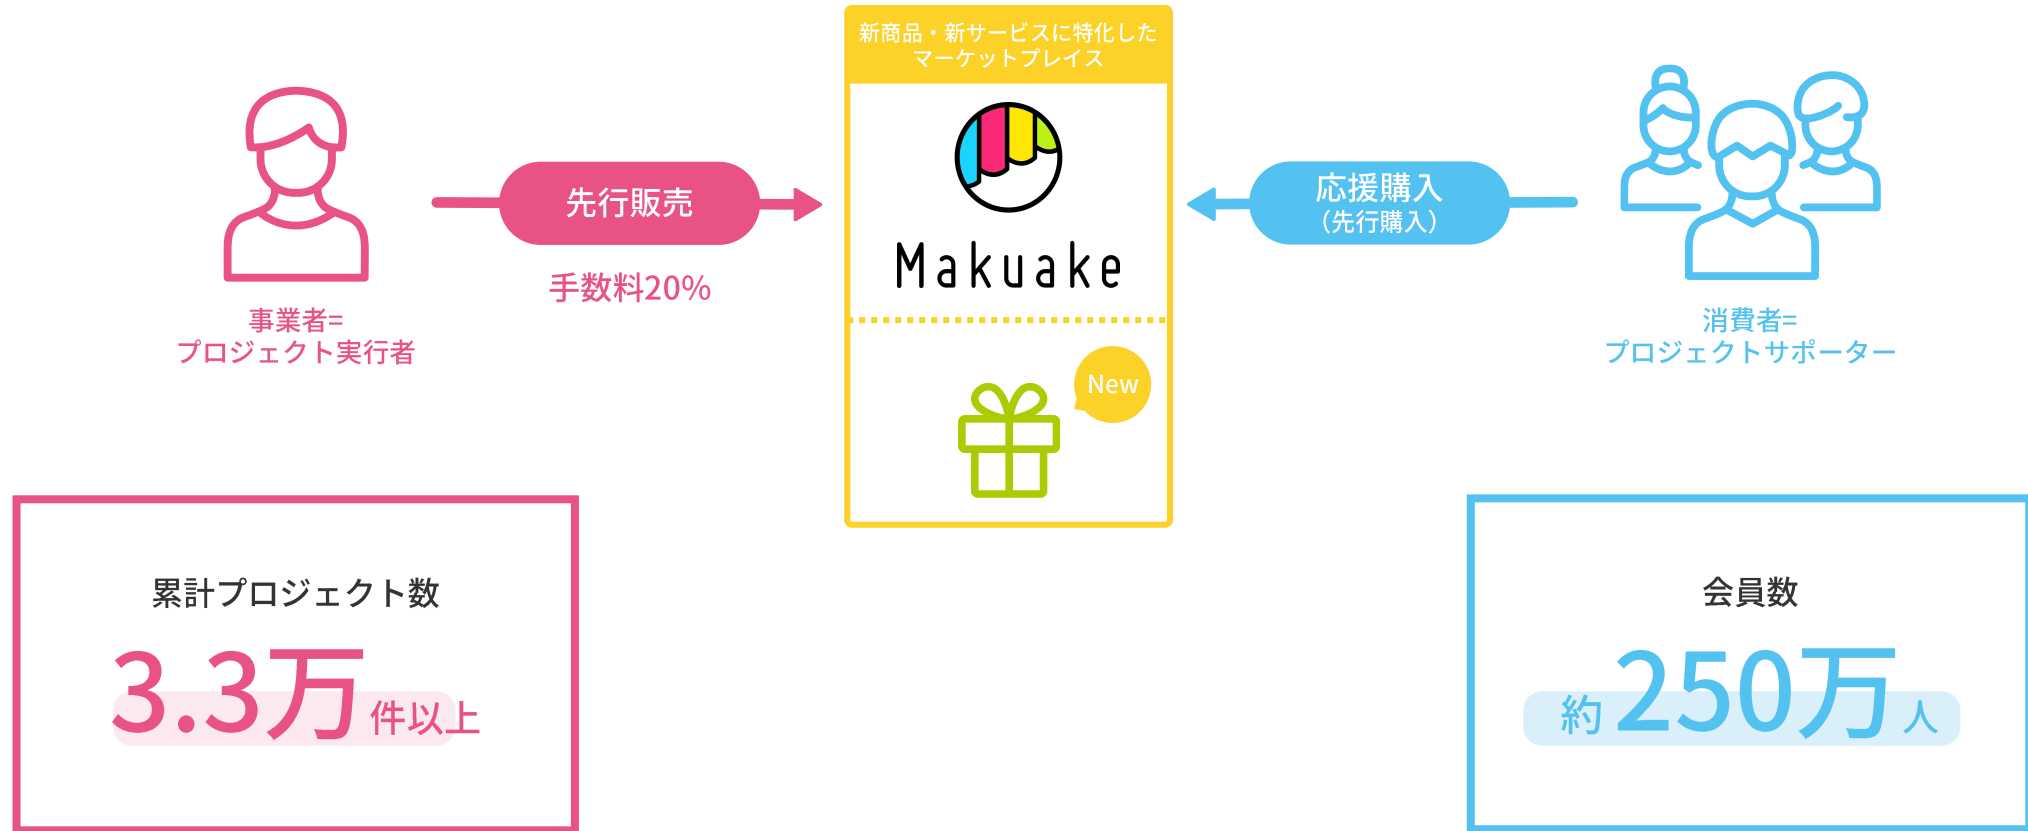 新商品・新サービスに特化した
マーケットプレイス
Makuake
New
先行販売
手数料20%
事業者=
プロジェクト実行者
応援購入
（先行購入）
消費者=
プロジェクトサポーター
累計プロジェクト数
3.3万件以上
会員数
約250万人